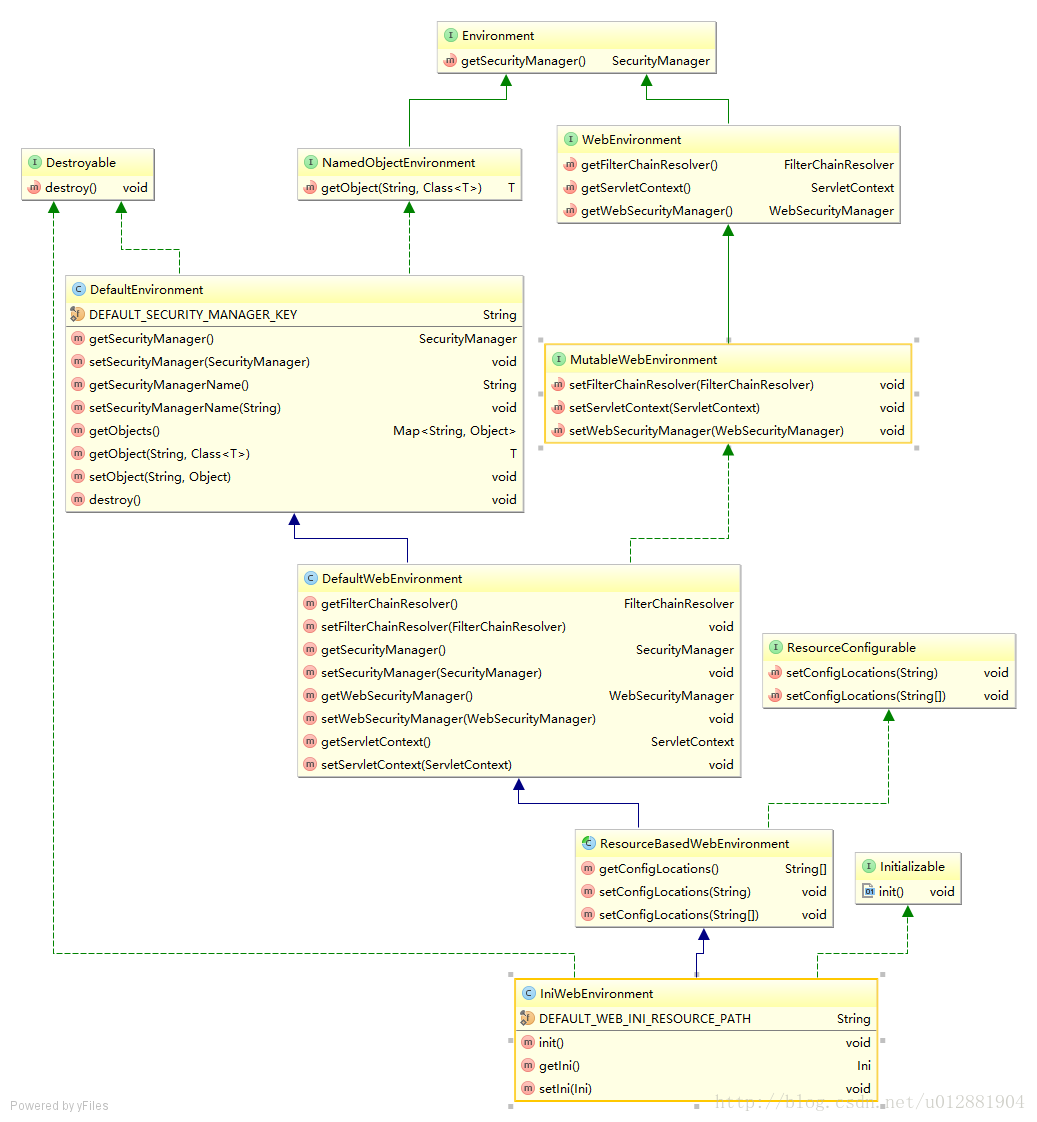 Environment
getSecurityManager() SecurityManager
WebEnvironment
getFilterChainResolver() FilterChainResolver
getServletContext() ServletContext
getWebSecurityManager() WebSecurityManager
Destroyable
destroy() void
NamedObjectEnvironment
getObject(String, Class<T>) T
DefaultEnvironment
DEFAULT_SECURITY_MANAGER_KEY String
getSecurityManager() SecurityManager
setSecurityManager(SecurityManager) void
getSecurityManagerName() String
setSecurityManagerName(String) void
getObjects() Map<String, Object>
getObject(String, Class<T>) T
setObject(String, Object) void
destroy() void
MutableWebEnvironment
setFilterChainResolver(FilterChainResolver) void
setServletContext(ServletContext) void
setWebSecurityManager(WebSecurityManager) void
DefaultWebEnvironment
getFilterChainResolver() FilterChainResolver
setFilterChainResolver(FilterChainResolver) void
getSecurityManager() SecurityManager
setSecurityManager(SecurityManager) void
getWebSecurityManager() WebSecurityManager
setWebSecurityManager(WebSecurityManager) void
getServletContext() ServletContext
setServletContext(ServletContext) void
ResourceConfigurable
setConfigLocations(String) void
setConfigLocations(String[]) void
ResourceBasedWebEnvironment
getConfigLocations() String[]
setConfigLocations(String) void
setConfigLocations(String[]) void
Initializable
init() void
IniWebEnvironment
DEFAULT_WEB_INI_RESOURCE_PATH String
init() void
getIni() Ini
setIni(Ini) void
Powered by yFiles
http://blog.csdn.net/u012881904